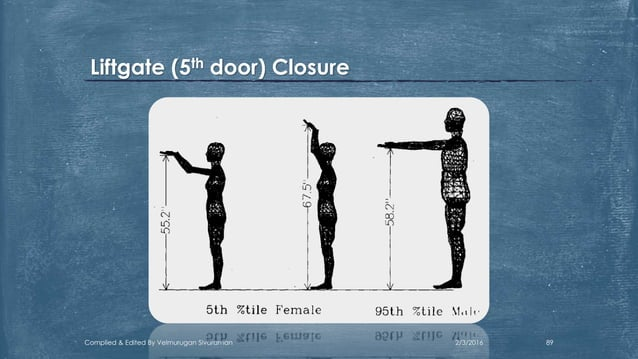 Liftgate (5th door) Closure
55.2"
67.5"
58.2"
5th %tile Female
95th %tile Male
Complied & Edited By Velmurugan Sivaraman
2/3/2016
89